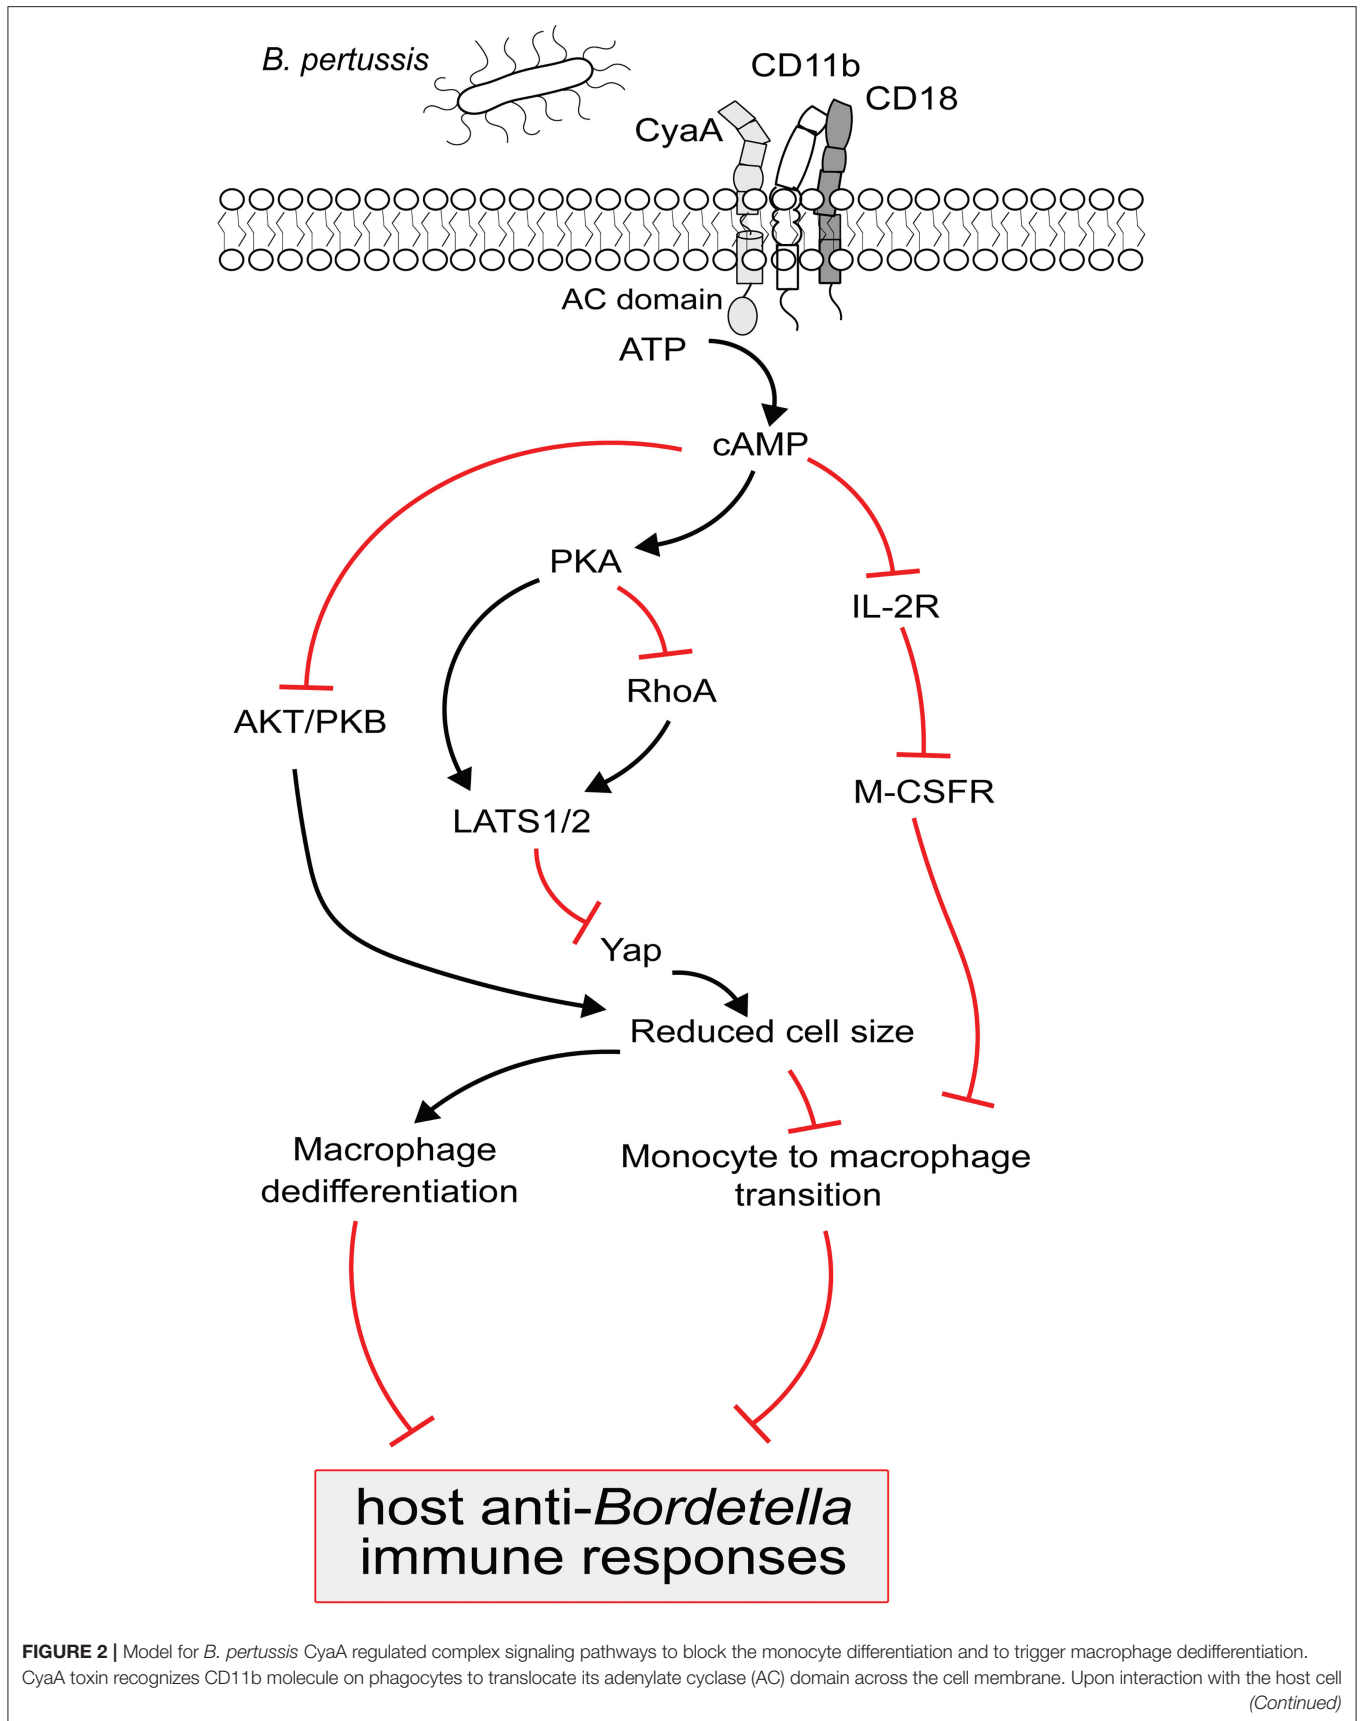 B. pertussis
CD11b
CD18
CyaA
AC domain
ATP
cAMP
PKA
IL-2R
RhoA
AKT/PKB
M-CSFR
LATS1/2
Yap
Reduced cell size
Macrophage
dedifferentiation
Monocyte to macrophage
transition
host anti-Bordetella
immune responses
FIGURE 2 | Model for B. pertussis CyaA regulated complex signaling pathways to block the monocyte differentiation and to trigger macrophage dedifferentiation.
CyaA toxin recognizes CD11b molecule on phagocytes to translocate its adenylate cyclase (AC) domain across the cell membrane. Upon interaction with the host cell
(Continued)